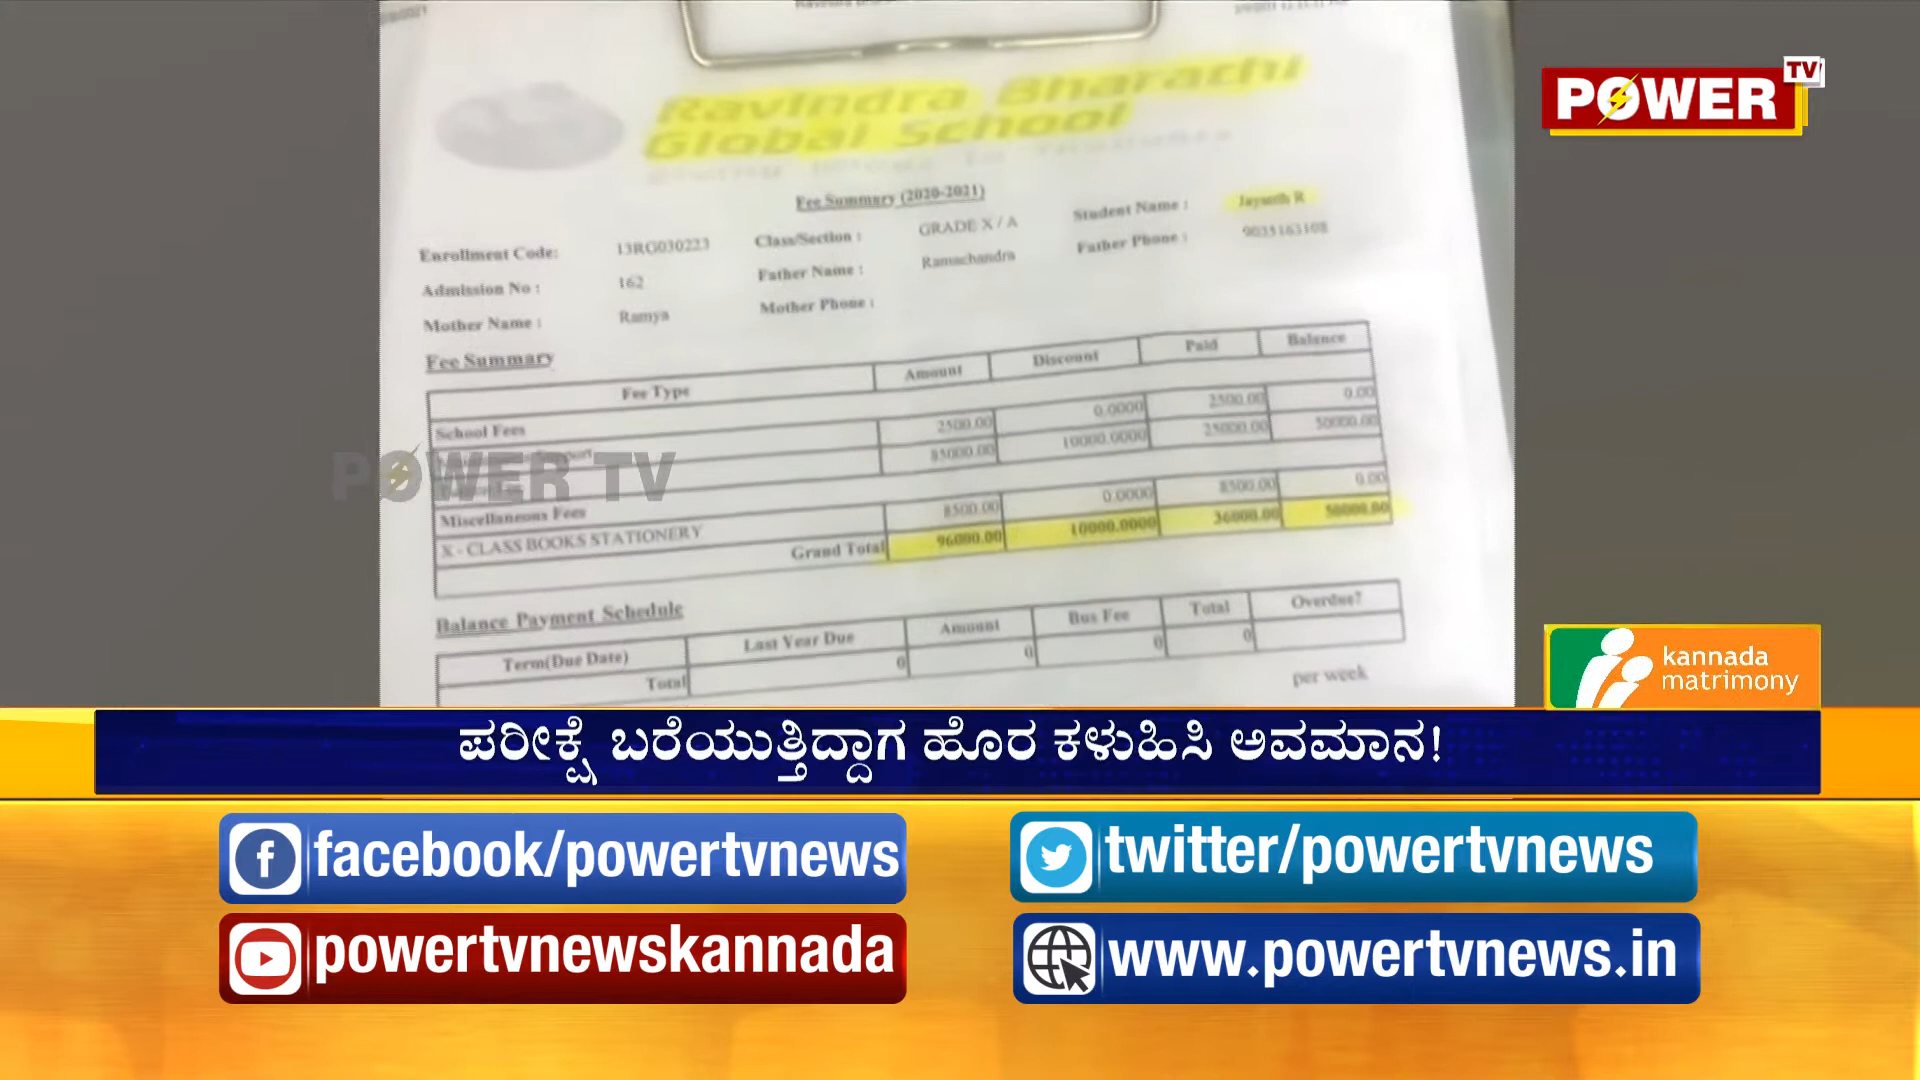 POWER TV
Ravindra Bharathi
Global School
Fee Summary (2020-2021)
Enrollment Code: 13RG030223 Class/Section : GRADE X / A Student Name : Jayanth R
Admission No : 162 Father Name : Ramachandra Father Phone : 9035163108
Mother Name : Ramya Mother Phone :
Fee Summary
Fee Type Amount Discount Paid Balance
School Fees 2500.00 0.0000 2500.00 0.00
85000.00 10000.0000 25000.00 50000.00
Miscellaneous Fees
X - CLASS BOOKS STATIONERY 8500.00 0.0000 8500.00 0.00
Grand Total 96000.00 10000.0000 36000.00 50000.00
POWER TV
Balance Payment Schedule
Term(Due Date) Last Year Due Amount Bus Fee Total Overdue?
Total 0 0 0 0
per week
kannada
matrimony
ಪರೀಕ್ಷೆ ಬರೆಯುತ್ತಿದ್ದಾಗ ಹೊರ ಕಳುಹಿಸಿ ಅವಮಾನ!
facebook/powertvnews
twitter/powertvnews
powertvnewskannada
www.powertvnews.in